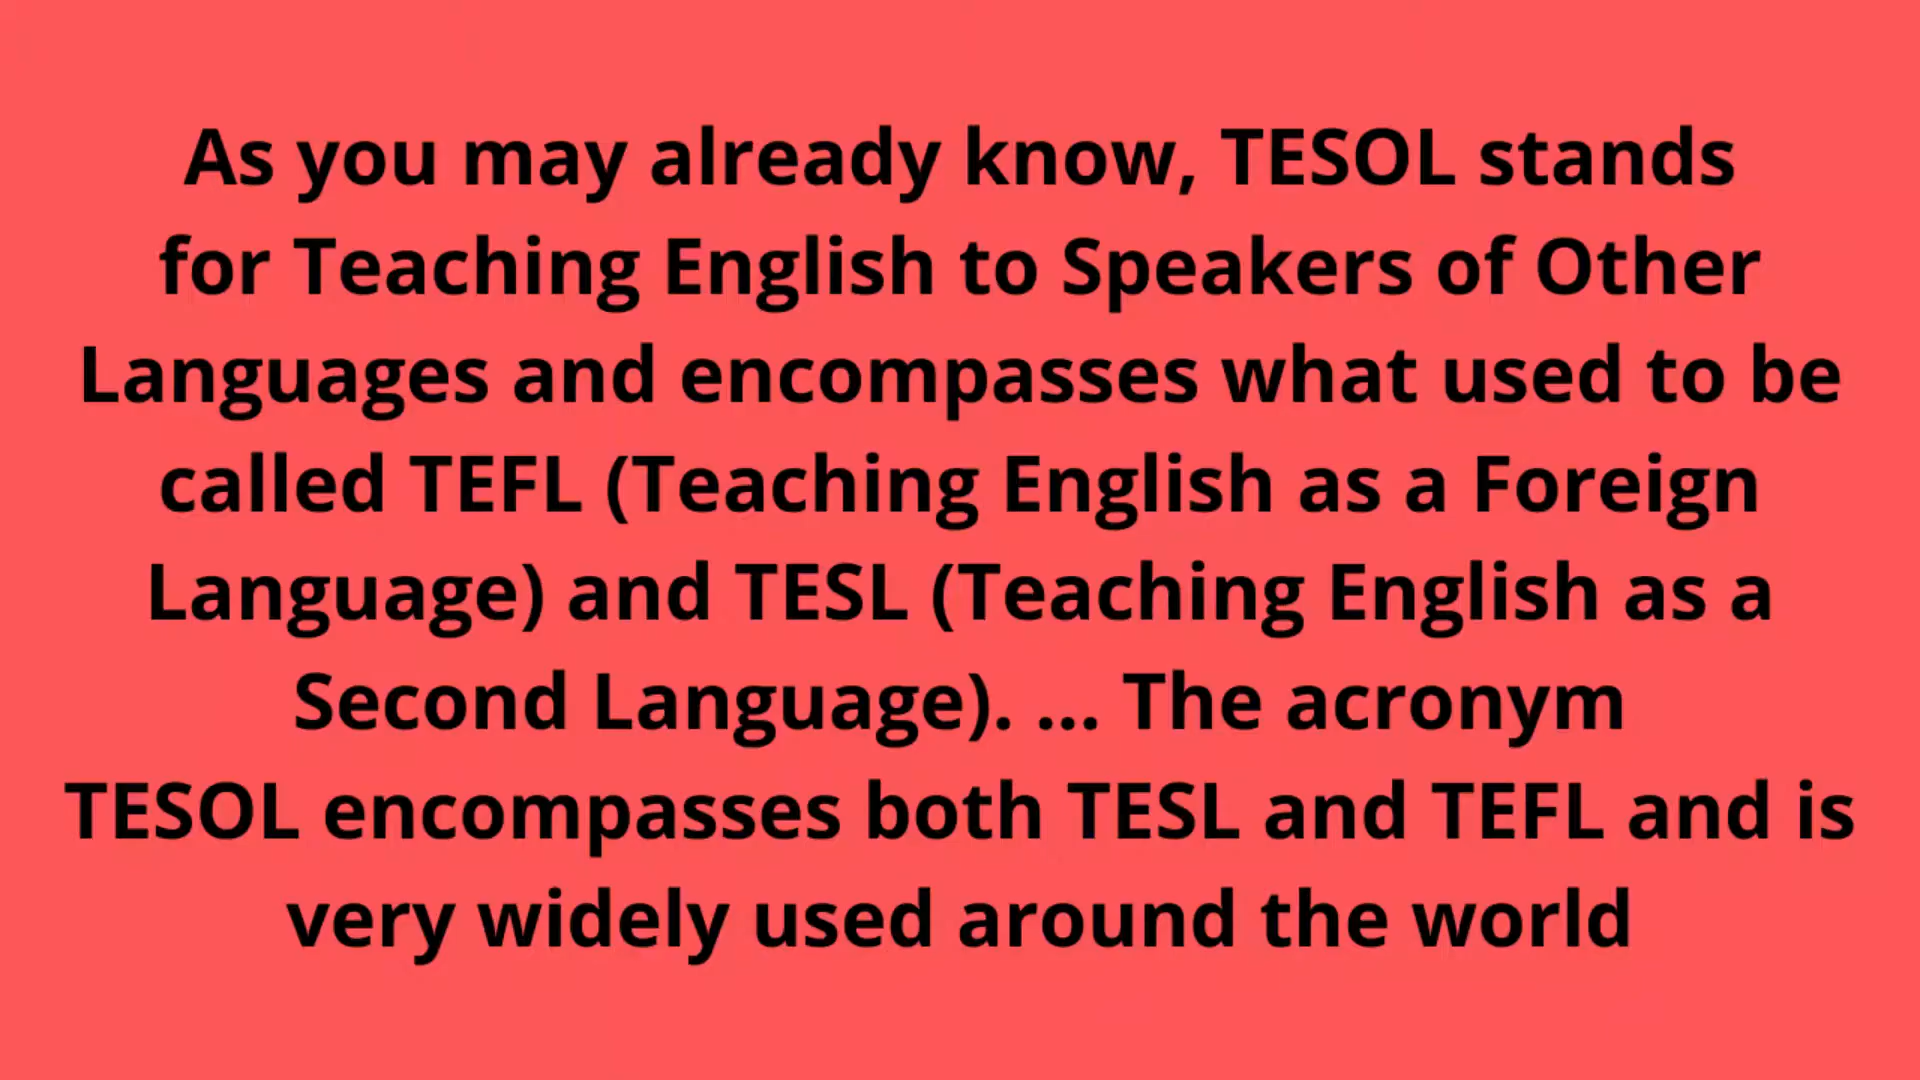 As you may already know, TESOL stands
for Teaching English to Speakers of Other
Languages and encompasses what used to be
called TEFL (Teaching English as a Foreign
Language) and TESL (Teaching English as a
Second Language). ... The acronym
TESOL encompasses both TESL and TEFL and is
very widely used around the world